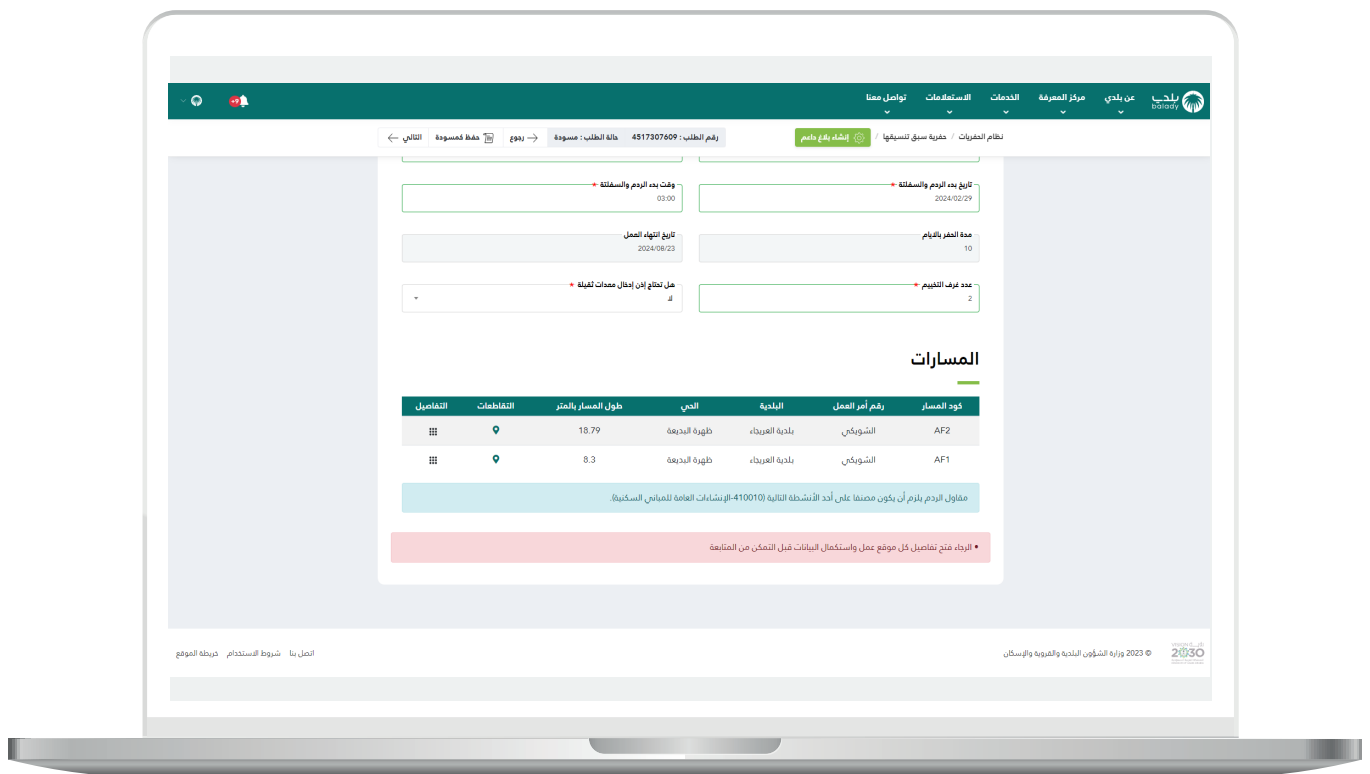 بلدي
balady
عن بلدي
مركز المعرفة
الخدمات
الاستعلامات
تواصل معنا
+9
نظام الحفريات / حفرية سبق تنسيقها / إنشاء بلاغ داعم
رقم الطلب : 4517307609 حالة الطلب : مسودة
رجوع
حفظ كمسودة
التالي
تاريخ بدء الردم والسفلتة *
2024/02/29
وقت بدء الردم والسفلتة *
03:00
مدة الحفر بالايام
10
تاريخ انتهاء العمل
2024/08/23
عدد غرف التخييم *
2
هل تحتاج إذن إدخال معدات ثقيلة *
لا
المسارات
كود المسار رقم أمر العمل البلدية الحي طول المسار بالمتر التقاطعات التفاصيل
AF2 الشويكي بلدية العريجاء ظهرة البديعة 18.79
AF1 الشويكي بلدية العريجاء ظهرة البديعة 8.3
مقاول الردم يلزم أن يكون مصنفا على أحد الأنشطة التالية (410010-الإنشاءات العامة للمباني السكنية).
• الرجاء فتح تفاصيل كل موقع عمل واستكمال البيانات قبل التمكن من المتابعة
2030
© 2023 وزارة الشؤون البلدية والقروية والإسكان
اتصل بنا شروط الاستخدام خريطة الموقع